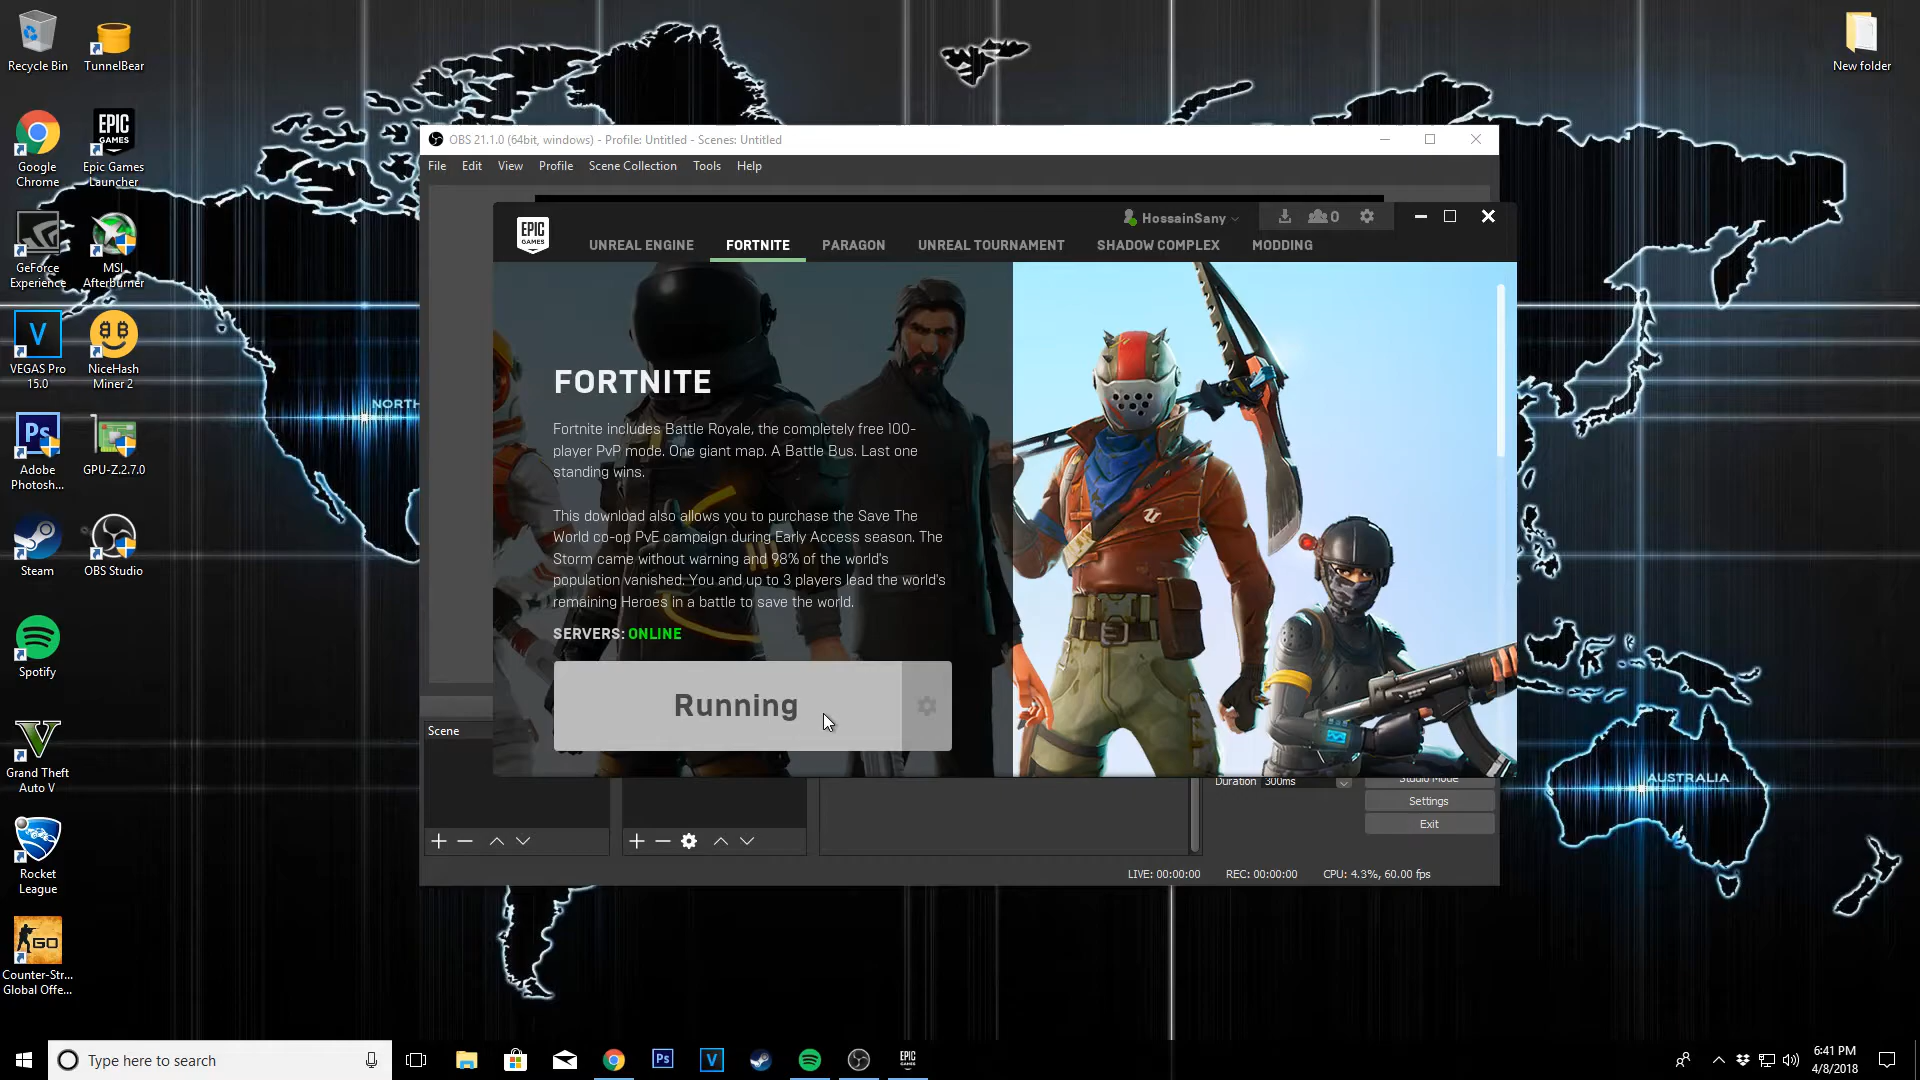 Recycle Bin
TunnelBear
New folder
Google
Chrome
EPIC
GAMES
Epic Games
Launcher
GeForce
Experience
MSI
Afterburner
V
VEGAS Pro
15.0
NiceHash
Miner 2
Ps
Adobe
Photosh...
GPU-Z.2.7.0
Steam
OBS Studio
Spotify
V
Grand Theft
Auto V
Rocket
League
GO
Counter-Str...
Global Offe...
NORTH
AUSTRALIA
OBS 21.1.0 (64bit, windows) - Profile: Untitled - Scenes: Untitled
File Edit View Profile Scene Collection Tools Help
EPIC
GAMES
HossainSany
0
UNREAL ENGINE FORTNITE PARAGON UNREAL TOURNAMENT SHADOW COMPLEX MODDING
FORTNITE
Fortnite includes Battle Royale, the completely free 100-
player PvP mode. One giant map. A Battle Bus. Last one
standing wins.
This download also allows you to purchase the Save The
World co-op PvE campaign during Early Access season. The
Storm came without warning and 98% of the world's
population vanished. You and up to 3 players lead the world's
remaining Heroes in a battle to save the world.
SERVERS: ONLINE
Running
Scene
Duration 300ms
Studio Mode
Settings
Exit
LIVE: 00:00:00 REC: 00:00:00 CPU: 4.3%, 60.00 fps
Type here to search
Ps
V
EPIC
GAMES
6:41 PM
4/8/2018